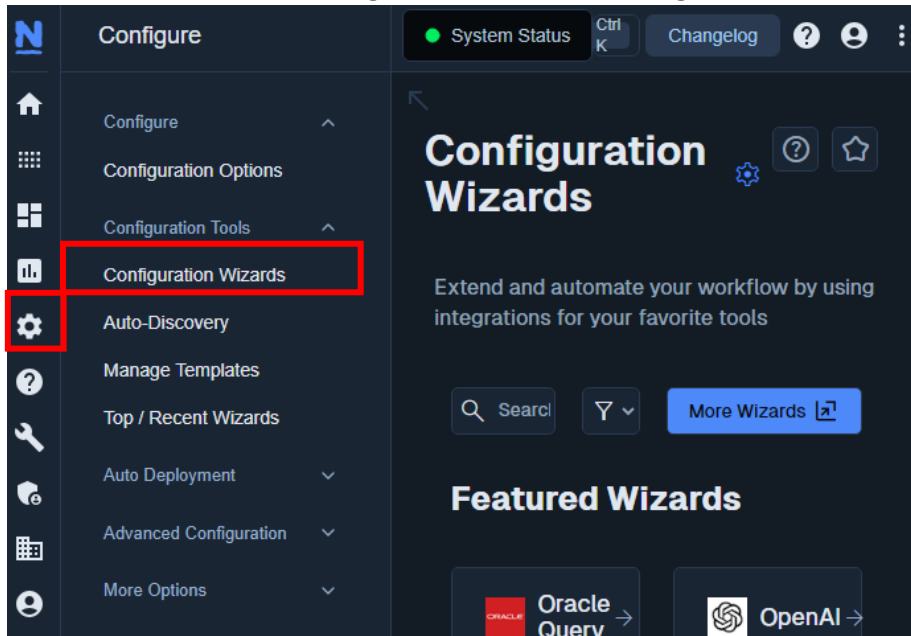 N
Configure
System Status
Ctrl
K
Changelog
Configure
Configuration Options
Configuration Tools
Configuration Wizards
Auto-Discovery
Manage Templates
Top / Recent Wizards
Auto Deployment
Advanced Configuration
More Options
Configuration
Wizards
Extend and automate your workflow by using
integrations for your favorite tools
Search
More Wizards
Featured Wizards
ORACLE
Oracle
Query
OpenAI